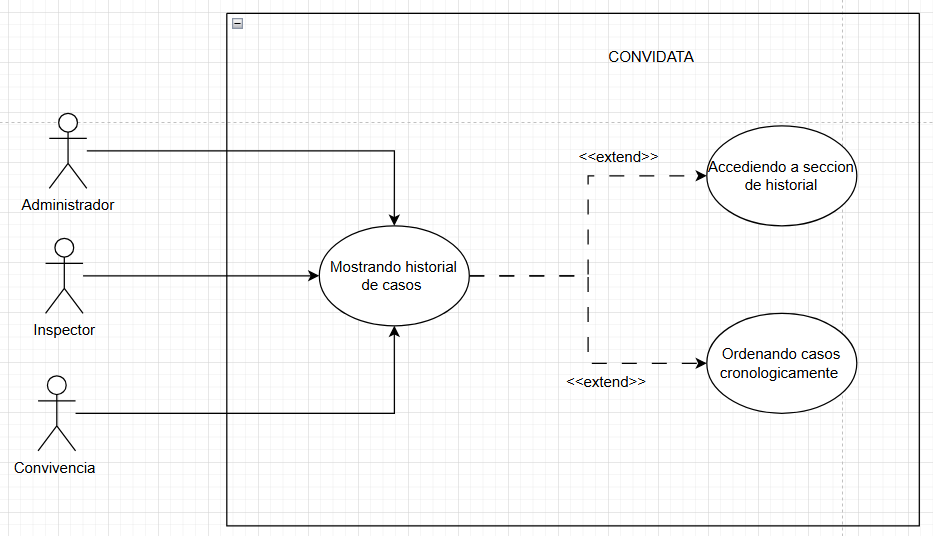 CONVIDATA
Administrador
Inspector
Convivencia
Mostrando historial
de casos
<<extend>>
Accediendo a seccion
de historial
<<extend>>
Ordenando casos
cronologicamente